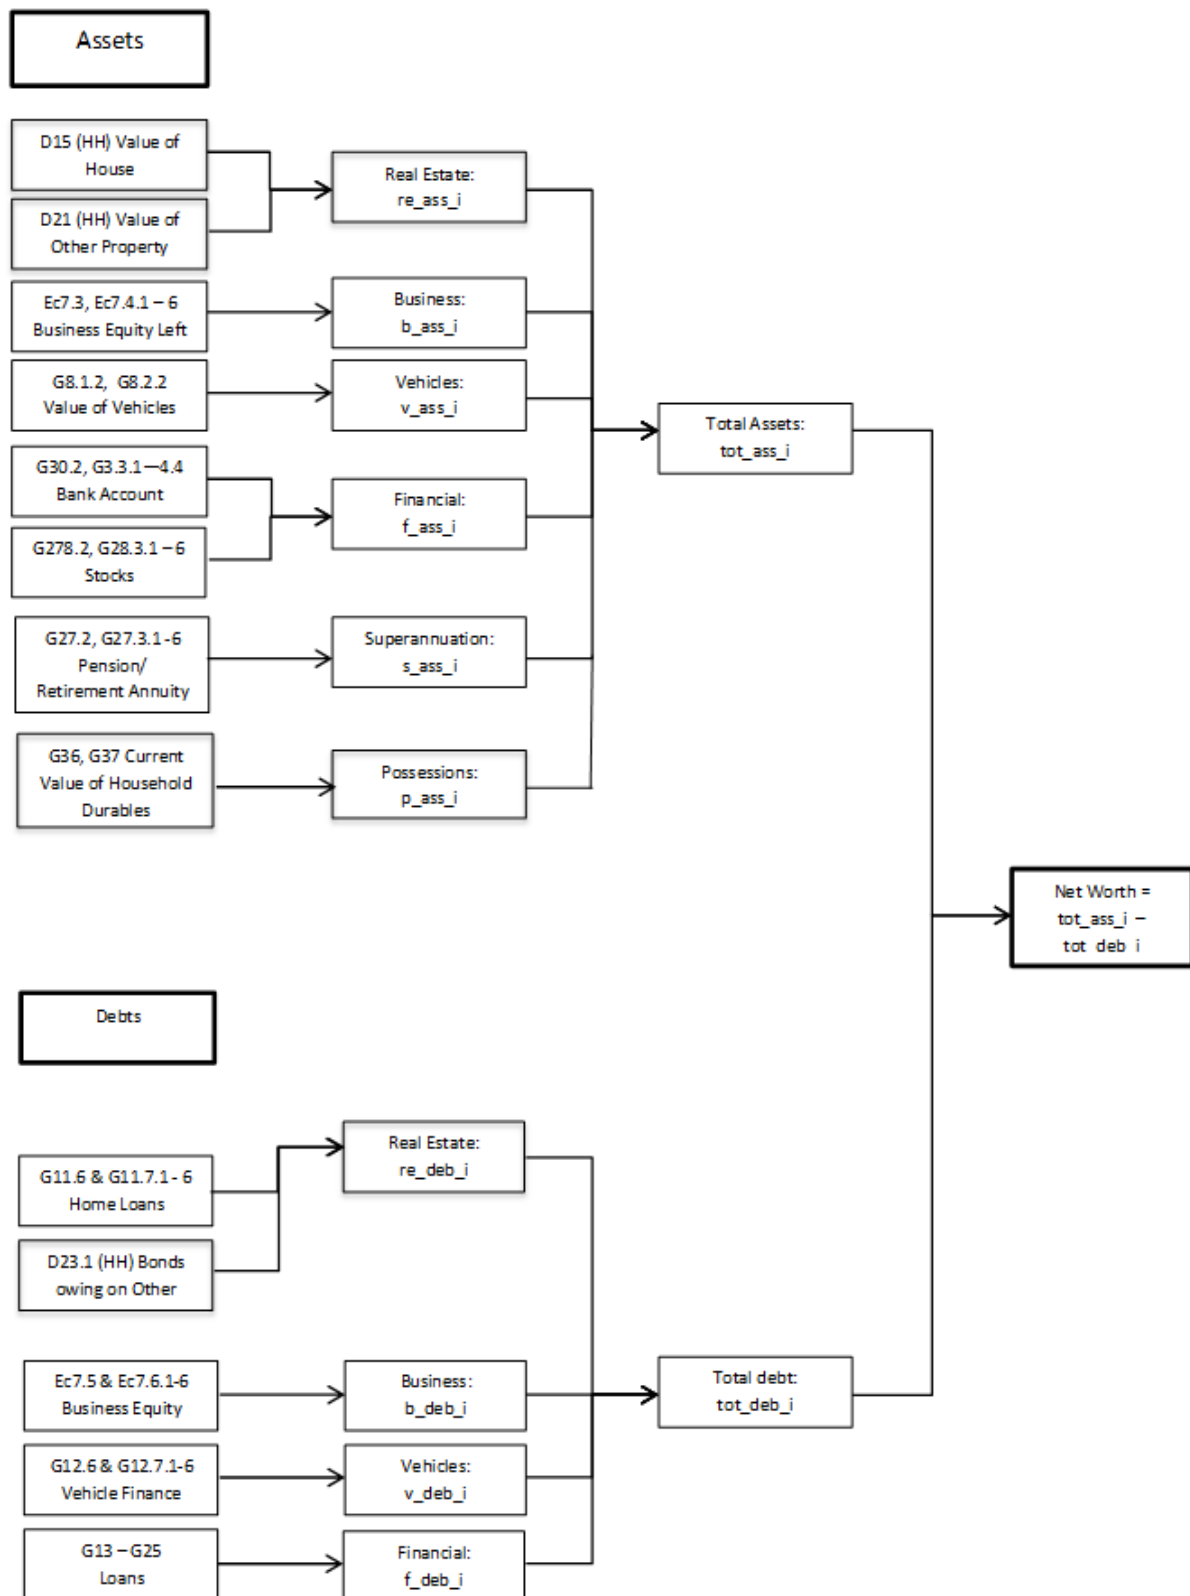 Assets
D15 (HH) Value of
House
D21 (HH) Value of
Other Property
Real Estate:
re_ass_i
Ec7.3, Ec7.4.1 – 6
Business Equity Left
Business:
b_ass_i
G8.1.2, G8.2.2
Value of Vehicles
Vehicles:
v_ass_i
Total Assets:
tot_ass_i
G30.2, G3.3.1—4.4
Bank Account
Financial:
f_ass_i
G278.2, G28.3.1 – 6
Stocks
G27.2, G27.3.1-6
Pension/
Retirement Annuity
Superannuation:
s_ass_i
G36, G37 Current
Value of Household
Durables
Possessions:
p_ass_i
Net Worth =
tot_ass_i –
tot_deb_i
Debts
Real Estate:
re_deb_i
G11.6 & G11.7.1 - 6
Home Loans
D23.1 (HH) Bonds
owing on Other
Ec7.5 & Ec7.6.1-6
Business Equity
Business:
b_deb_i
Total debt:
tot_deb_i
G12.6 & G12.7.1-6
Vehicle Finance
Vehicles:
v_deb_i
G13 – G25
Loans
Financial:
f_deb_i